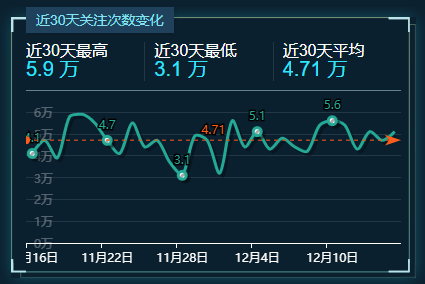 近30天关注次数变化
近30天最高 近30天最低 近30天平均
5.9 万 3.1 万 4.71 万
6万
5万
4万
3万
2万
1万
0万
4.1 4.7 3.1 4.71 5.1 5.6
月16日 11月22日 11月28日 12月4日 12月10日